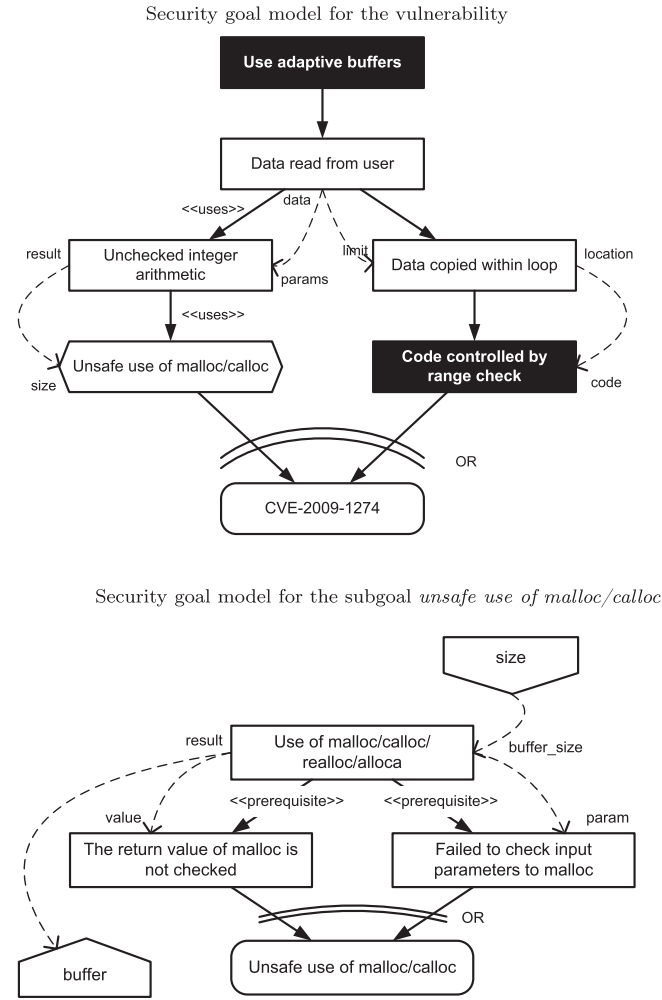 Security goal model for the vulnerability
Use adaptive buffers
Data read from user
<<uses>>
data
result
Unchecked integer
arithmetic
params
limit
Data copied within loop
location
<<uses>>
Unsafe use of malloc/calloc
size
Code controlled by
range check
code
OR
CVE-2009-1274
Security goal model for the subgoal unsafe use of malloc/calloc
size
result
Use of malloc/calloc/
realloc/alloca
buffer_size
<<prerequisite>>
<<prerequisite>>
value
param
The return value of malloc is
not checked
Failed to check input
parameters to malloc
OR
buffer
Unsafe use of malloc/calloc